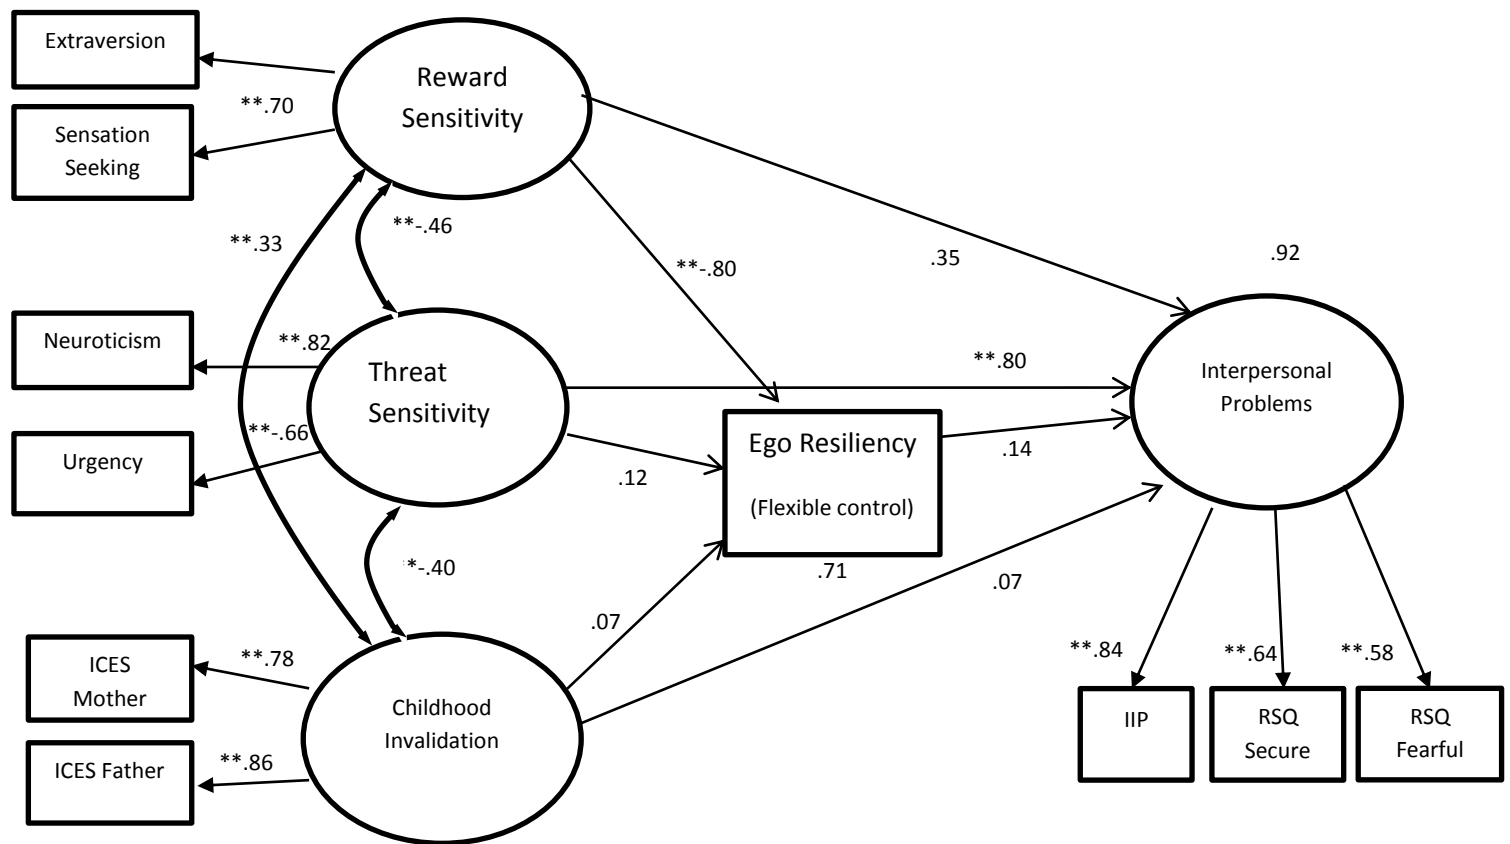 Extraversion
Reward
Sensitivity
**.70
Sensation
Seeking
**-.46
**.33
**-.80
.35
.92
Neuroticism
**.82
Threat
Sensitivity
**.80
Interpersonal
Problems
**-.66
Urgency
Ego Resiliency
(Flexible control)
.12
.14
*-.40
.71
.07
.07
ICES
Mother
**.78
Childhood
Invalidation
ICES Father
**.86
**.84
**.64
**.58
IIP
RSQ
Secure
RSQ
Fearful